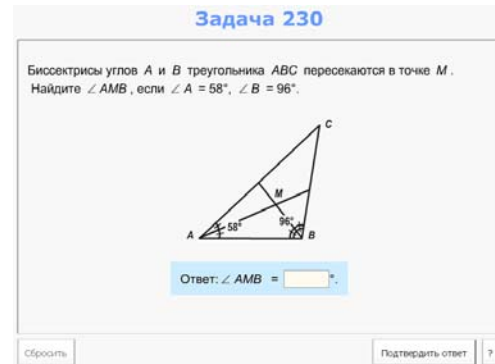 Задача 230
Биссектрисы углов A и B треугольника ABC пересекаются в точке M .
Найдите ∠ AMB , если ∠ A = 58°, ∠ B = 96°.
C
M
58°
96°
A
B
Ответ: ∠ AMB = °.
Сбросить
Подтвердить ответ
?